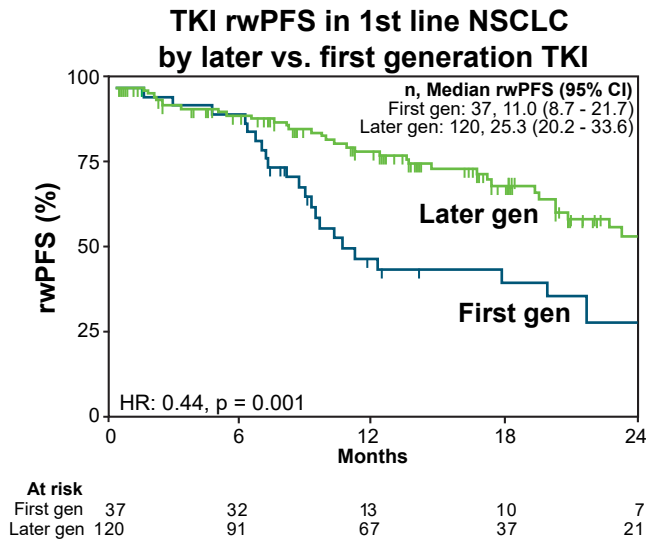 TKI rwPFS in 1st line NSCLC
by later vs. first generation TKI
n, Median rwPFS (95% CI)
First gen: 37, 11.0 (8.7 - 21.7)
Later gen: 120, 25.3 (20.2 - 33.6)
100
75
50
25
0
rwPFS (%)
Later gen
First gen
HR: 0.44, p = 0.001
0 6 12 18 24
Months
At risk
First gen 37 32 13 10 7
Later gen 120 91 67 37 21